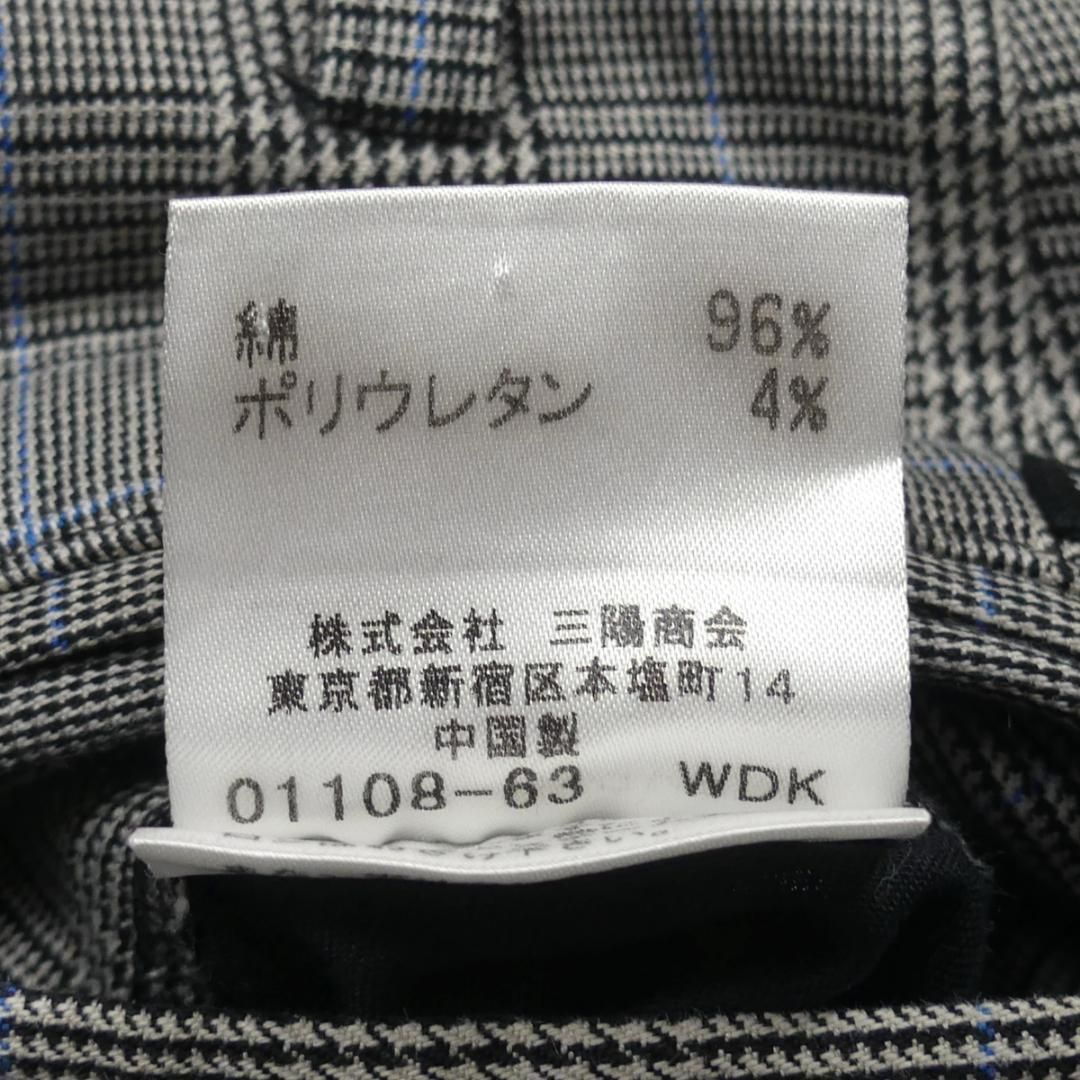 綿 96%
ポリウレタン 4%
株式会社 三陽商会
東京都新宿区本塩町14
中国製
01108-63 WDK